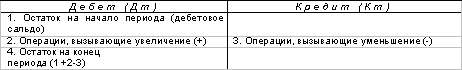 Дебет (Дт) Кредит (Кт)
1. Остаток на начало периода (дебетовое
сальдо)
2. Операции, вызывающие увеличение (+) 3. Операции, вызывающие уменьшение (-)
4. Остаток на конец
периода (1+2-3)